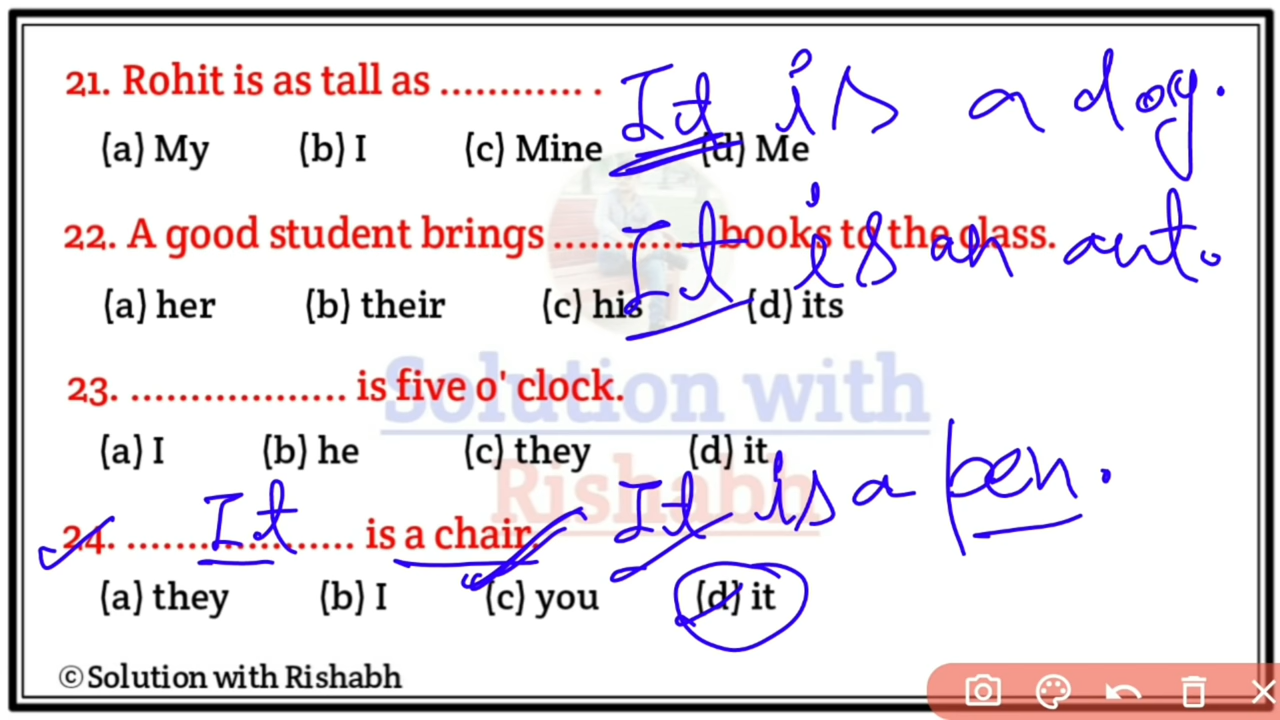 21. Rohit is as tall as ............ .
It is a dog.
(a) My (b) I (c) Mine (d) Me
22. A good student brings ............ books to the class.
It is an ant.
(a) her (b) their (c) his (d) its
Solution with
23. .................. is five o' clock.
(a) I (b) he (c) they (d) it
Rishabh
It is a pen.
24. .................. is a chair.
It
(a) they (b) I (c) you (d) it
© Solution with Rishabh